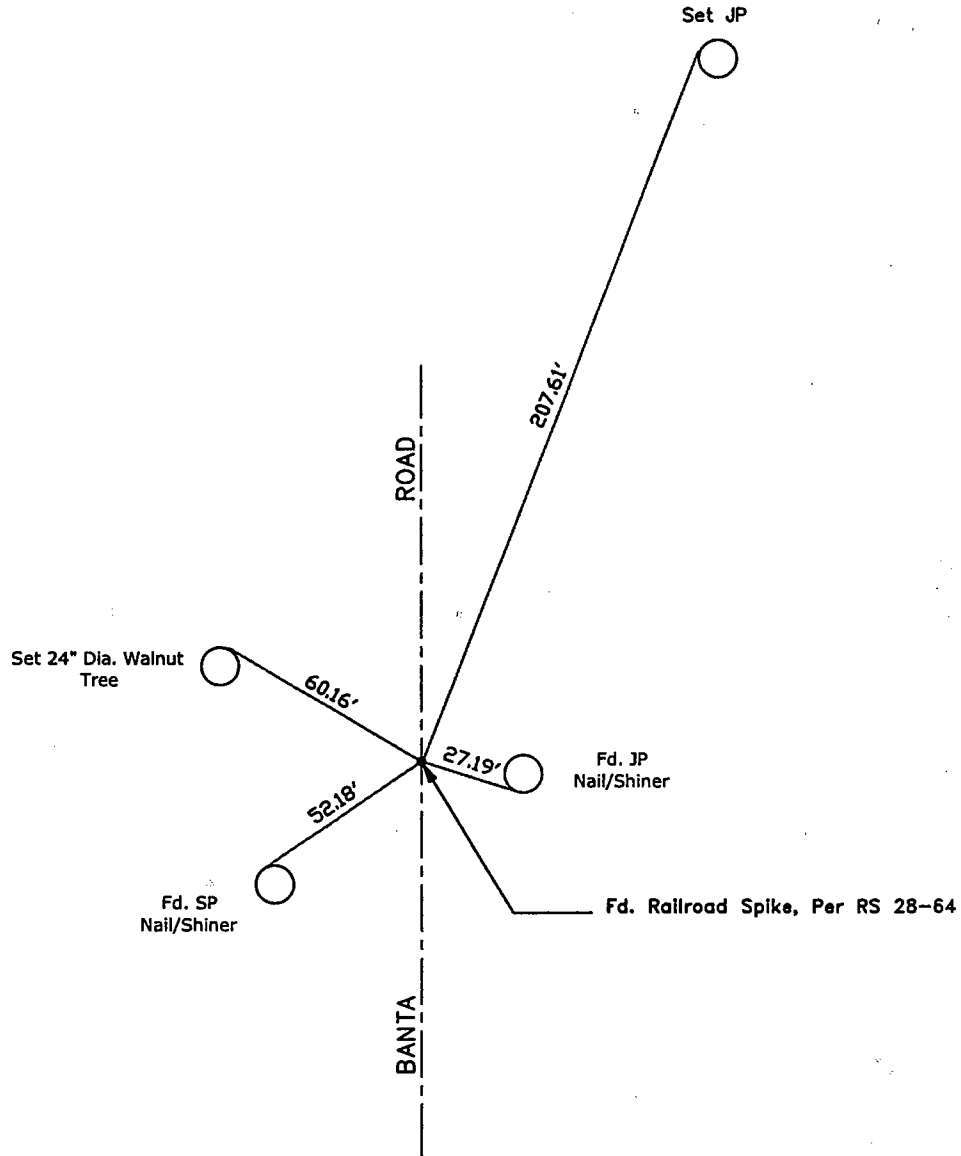 Set JP
207.61'
ROAD
Set 24" Dia. Walnut
Tree
60.16'
27.19'
Fd. JP
Nail/Shiner
52.18'
Fd. SP
Nail/Shiner
Fd. Railroad Spike, Per RS 28-64
BANTA